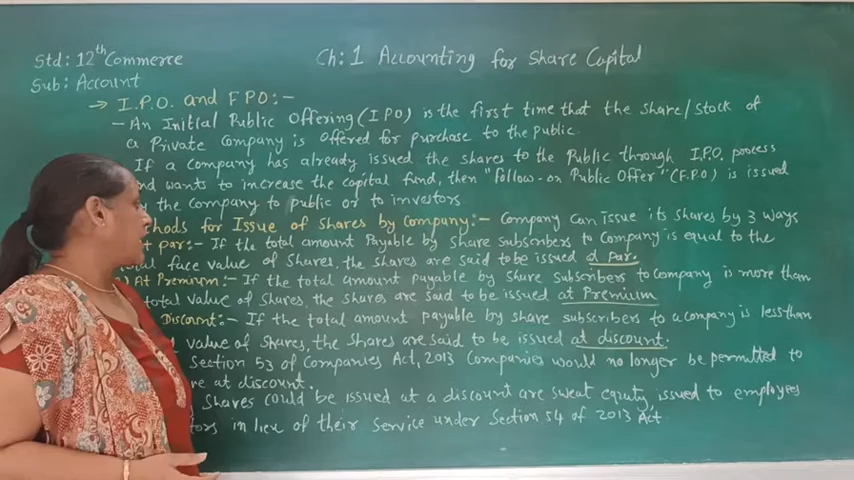 Std: 12th Commerce
Ch: 1 Accounting for Share Capital
Sub: Account
→ I.P.O. and FPO:-
- An Initial Public Offering (IPO) is the first time that the share/stock of
a Private Company is offered for purchase to the public.
If a company has already issued the shares to the Public through I.P.O. process
and wants to increase the capital fund, then "follow-on Public Offer" (F.P.O) is issued
the company to public or to investors
for Issue of Shares by Company:- Company can issue its shares by 3 ways
par:- If the total amount Payable by share subscribers to Company is equal to the
face value of shares, the shares are said to be issued at par.
At Premium:- If the total amount payable by share subscribers to company is more than
total value of shares, the shares are said to be issued at Premium
Discount:- If the total amount payable by share subscribers to a company is less than
value of shares, the shares are said to be issued at discount.
Section 53 of Companies Act, 2013 Companies would no longer be permitted to
at discount.
Shares could be issued at a discount are sweat equity, issued to employees
in lieu of their service under Section 54 of 2013 Act